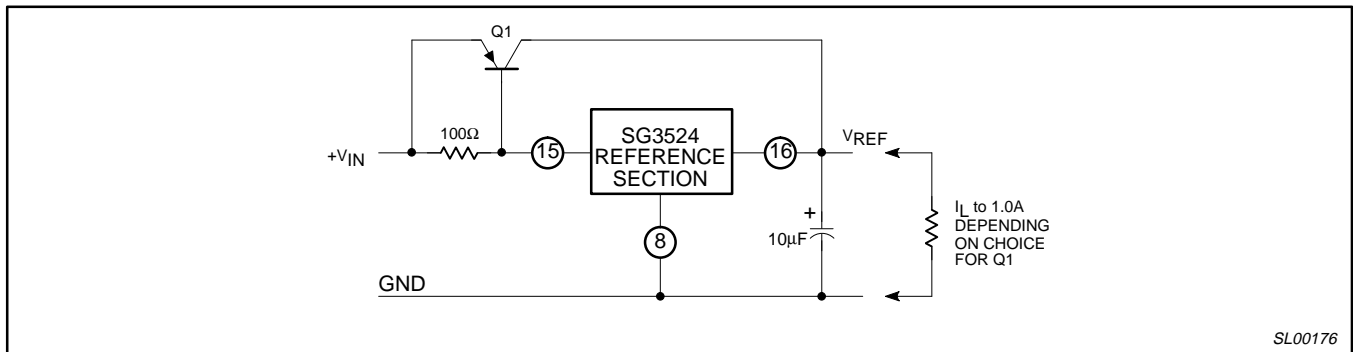 Q1
100Ω
+VIN
15
SG3524
REFERENCE
SECTION
16
VREF
+
10μF
IL to 1.0A
DEPENDING
ON CHOICE
FOR Q1
8
GND
SL00176